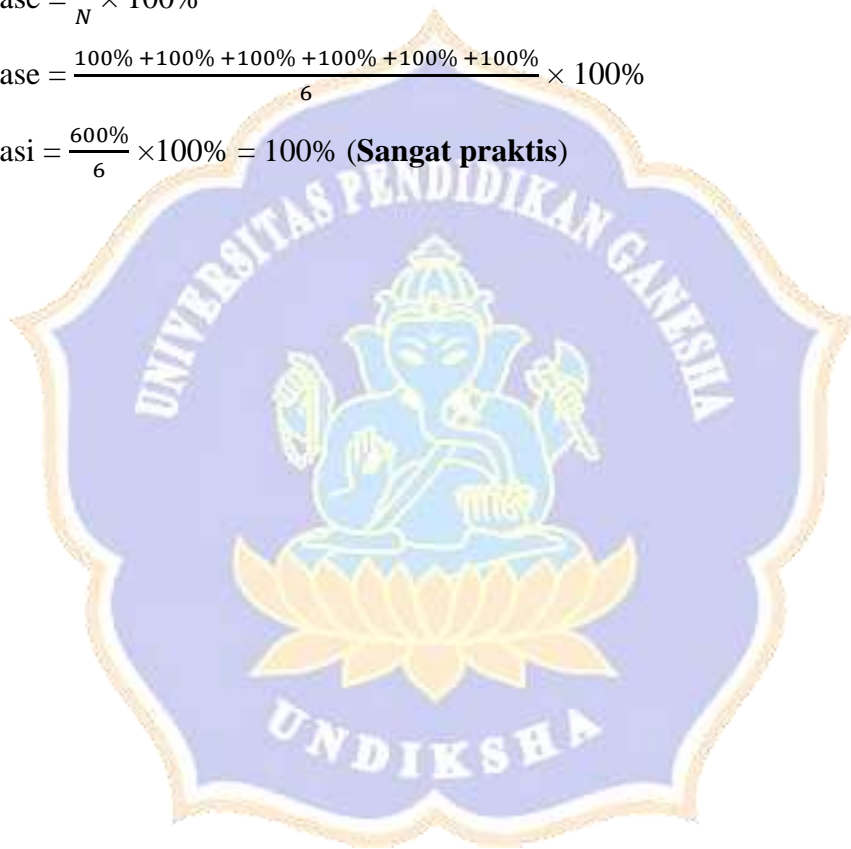 ase = N × 100%
ase = 100% +100% +100% +100% +100% +100% / 6 × 100%
asi = 600% / 6 ×100% = 100% (Sangat praktis)
UNIVERSITAS PENDIDIKAN GANESHA
UNDIKSHA